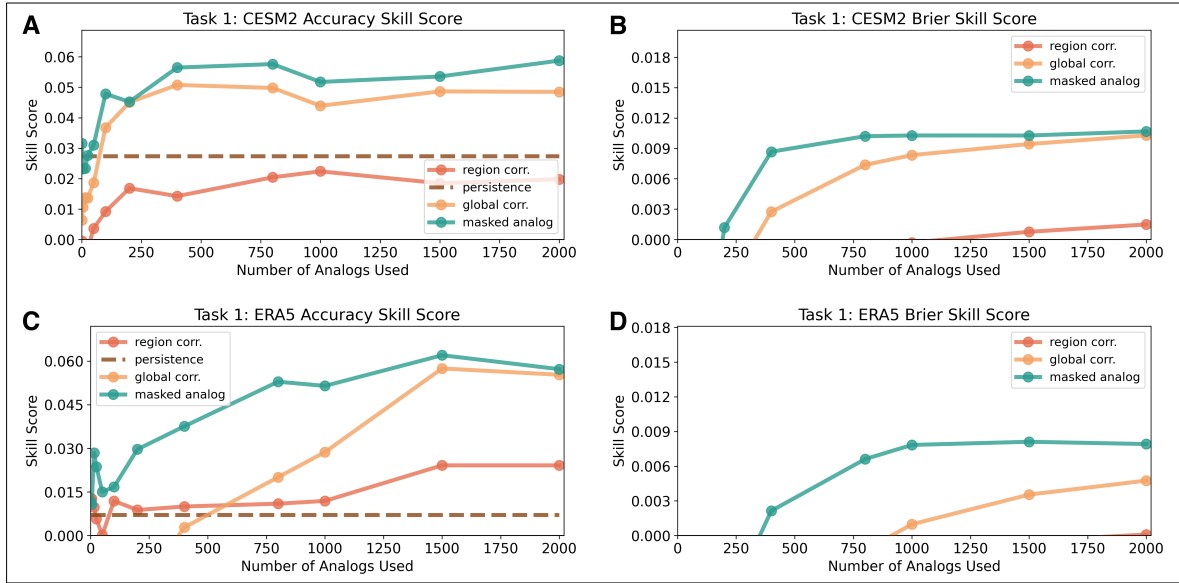 A
Task 1: CESM2 Accuracy Skill Score
Skill Score
0.06
0.05
0.04
0.03
0.02
0.01
0.00
region corr.
persistence
global corr.
masked analog
0 250 500 750 1000 1250 1500 1750 2000
Number of Analogs Used
B
Task 1: CESM2 Brier Skill Score
Skill Score
0.018
0.015
0.012
0.009
0.006
0.003
0.000
region corr.
global corr.
masked analog
0 250 500 750 1000 1250 1500 1750 2000
Number of Analogs Used
C
Task 1: ERA5 Accuracy Skill Score
Skill Score
0.060
0.045
0.030
0.015
0.000
region corr.
persistence
global corr.
masked analog
0 250 500 750 1000 1250 1500 1750 2000
Number of Analogs Used
D
Task 1: ERA5 Brier Skill Score
Skill Score
0.018
0.015
0.012
0.009
0.006
0.003
0.000
region corr.
global corr.
masked analog
0 250 500 750 1000 1250 1500 1750 2000
Number of Analogs Used